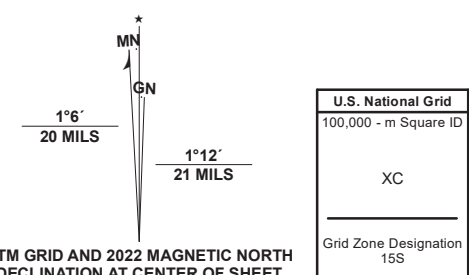 ★
MN
GN
1°6´
20 MILS
1°12´
21 MILS
TM GRID AND 2022 MAGNETIC NORTH
DECLINATION AT CENTER OF SHEET
U.S. National Grid
100,000 - m Square ID
XC
Grid Zone Designation
15S